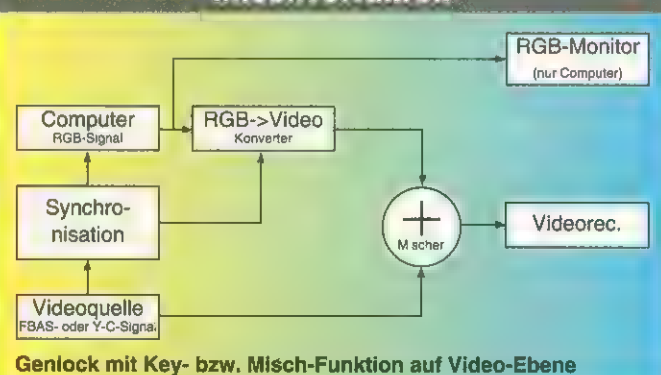 RGB-Monitor
(nur Computer)
Computer
RGB-Signal
RGB->Video
Konverter
Synchro-
nisation
Mischer
Videorec.
Videoquelle
FBAS- oder Y-C-Signal
Genlock mit Key- bzw. Misch-Funktion auf Video-Ebene